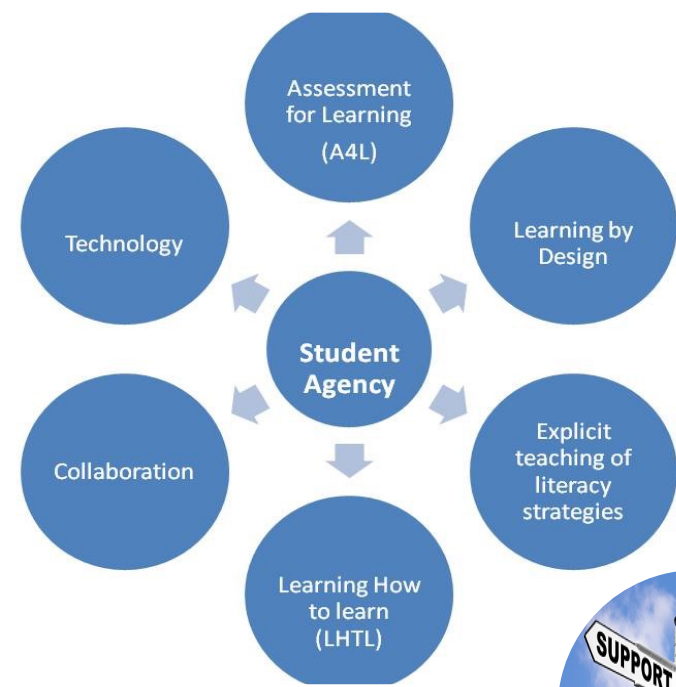 Assessment
for Learning
(A4L)
Technology
Learning by
Design
Student
Agency
Collaboration
Explicit
teaching of
literacy
strategies
Learning How
to learn
(LHTL)
SUPPORT